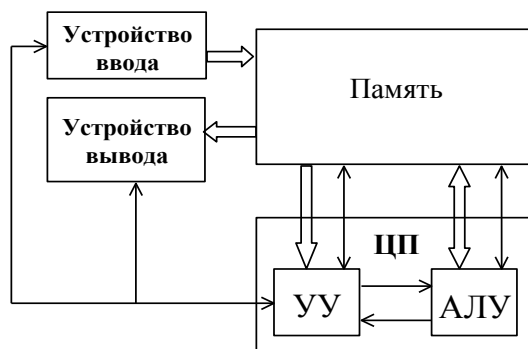 Устройство
ввода
Память
Устройство
вывода
ЦП
УУ
АЛУ